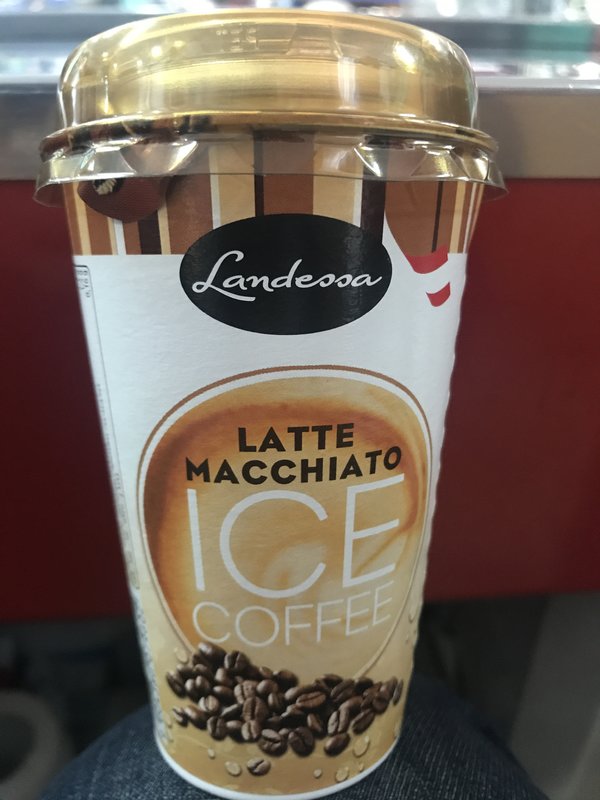 Landessa
LATTE
MACCHIATO
ICE
COFFEE